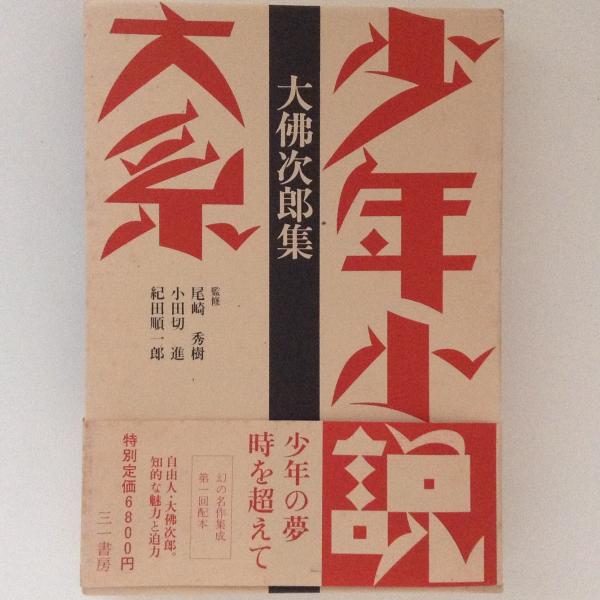 少年小説
大系
大佛次郎集
監修
尾崎 秀樹
小田切 進
紀田順一郎
少年の夢
時を超えて
幻の名作集成
第一回配本
自由人・大佛次郎。
知的な魅力と迫力
特別定価6800円
三一書房